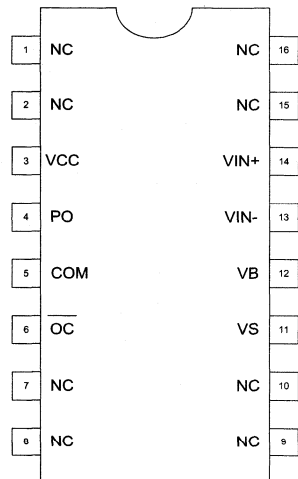 1 NC NC 16
2 NC NC 15
3 VCC VIN+ 14
4 PO VIN- 13
5 COM VB 12
6 O̅C̅ VS 11
7 NC NC 10
8 NC NC 9